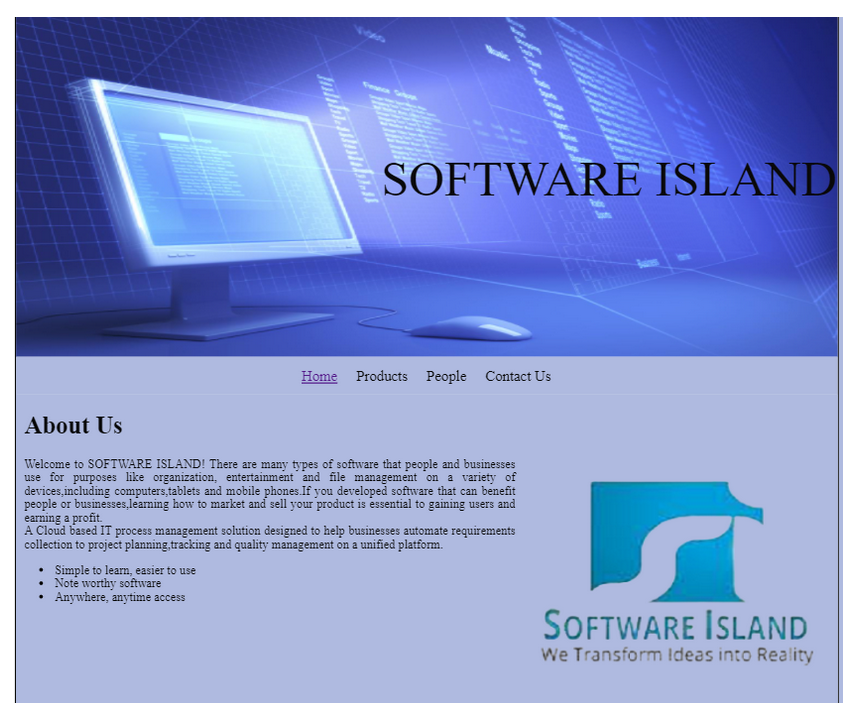 Video
Music
SOFTWARE ISLAND
Home Products People Contact Us
About Us
Welcome to SOFTWARE ISLAND! There are many types of software that people and businesses
use for purposes like organization, entertainment and file management on a variety of
devices,including computers,tablets and mobile phones.If you developed software that can benefit
people or businesses,learning how to market and sell your product is essential to gaining users and
earning a profit.
A Cloud based IT process management solution designed to help businesses automate requirements
collection to project planning,tracking and quality management on a unified platform.
• Simple to learn, easier to use
• Note worthy software
• Anywhere, anytime access
SOFTWARE ISLAND
We Transform Ideas into Reality